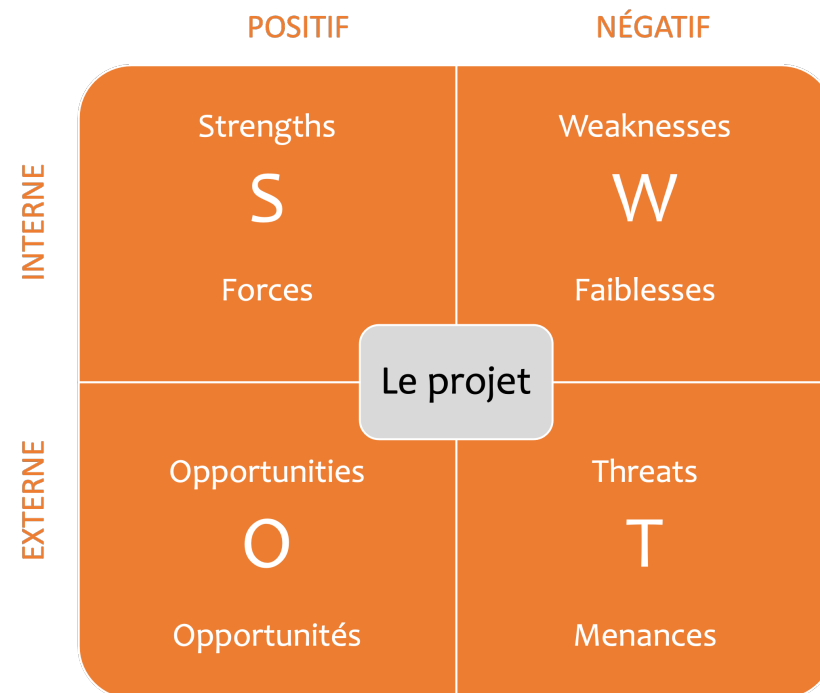 POSITIF
NÉGATIF
INTERNE
Strengths
S
Forces
Weaknesses
W
Faiblesses
Le projet
EXTERNE
Opportunities
O
Opportunités
Threats
T
Menances